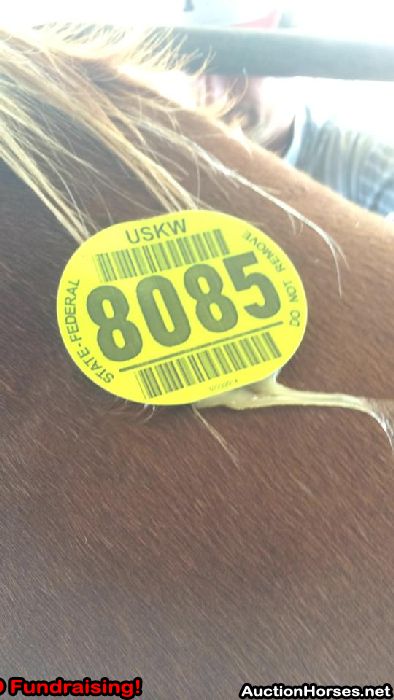 USKW
STATE-FEDERAL
8085
DO NOT REMOVE
Fundraising!
AuctionHorses.net